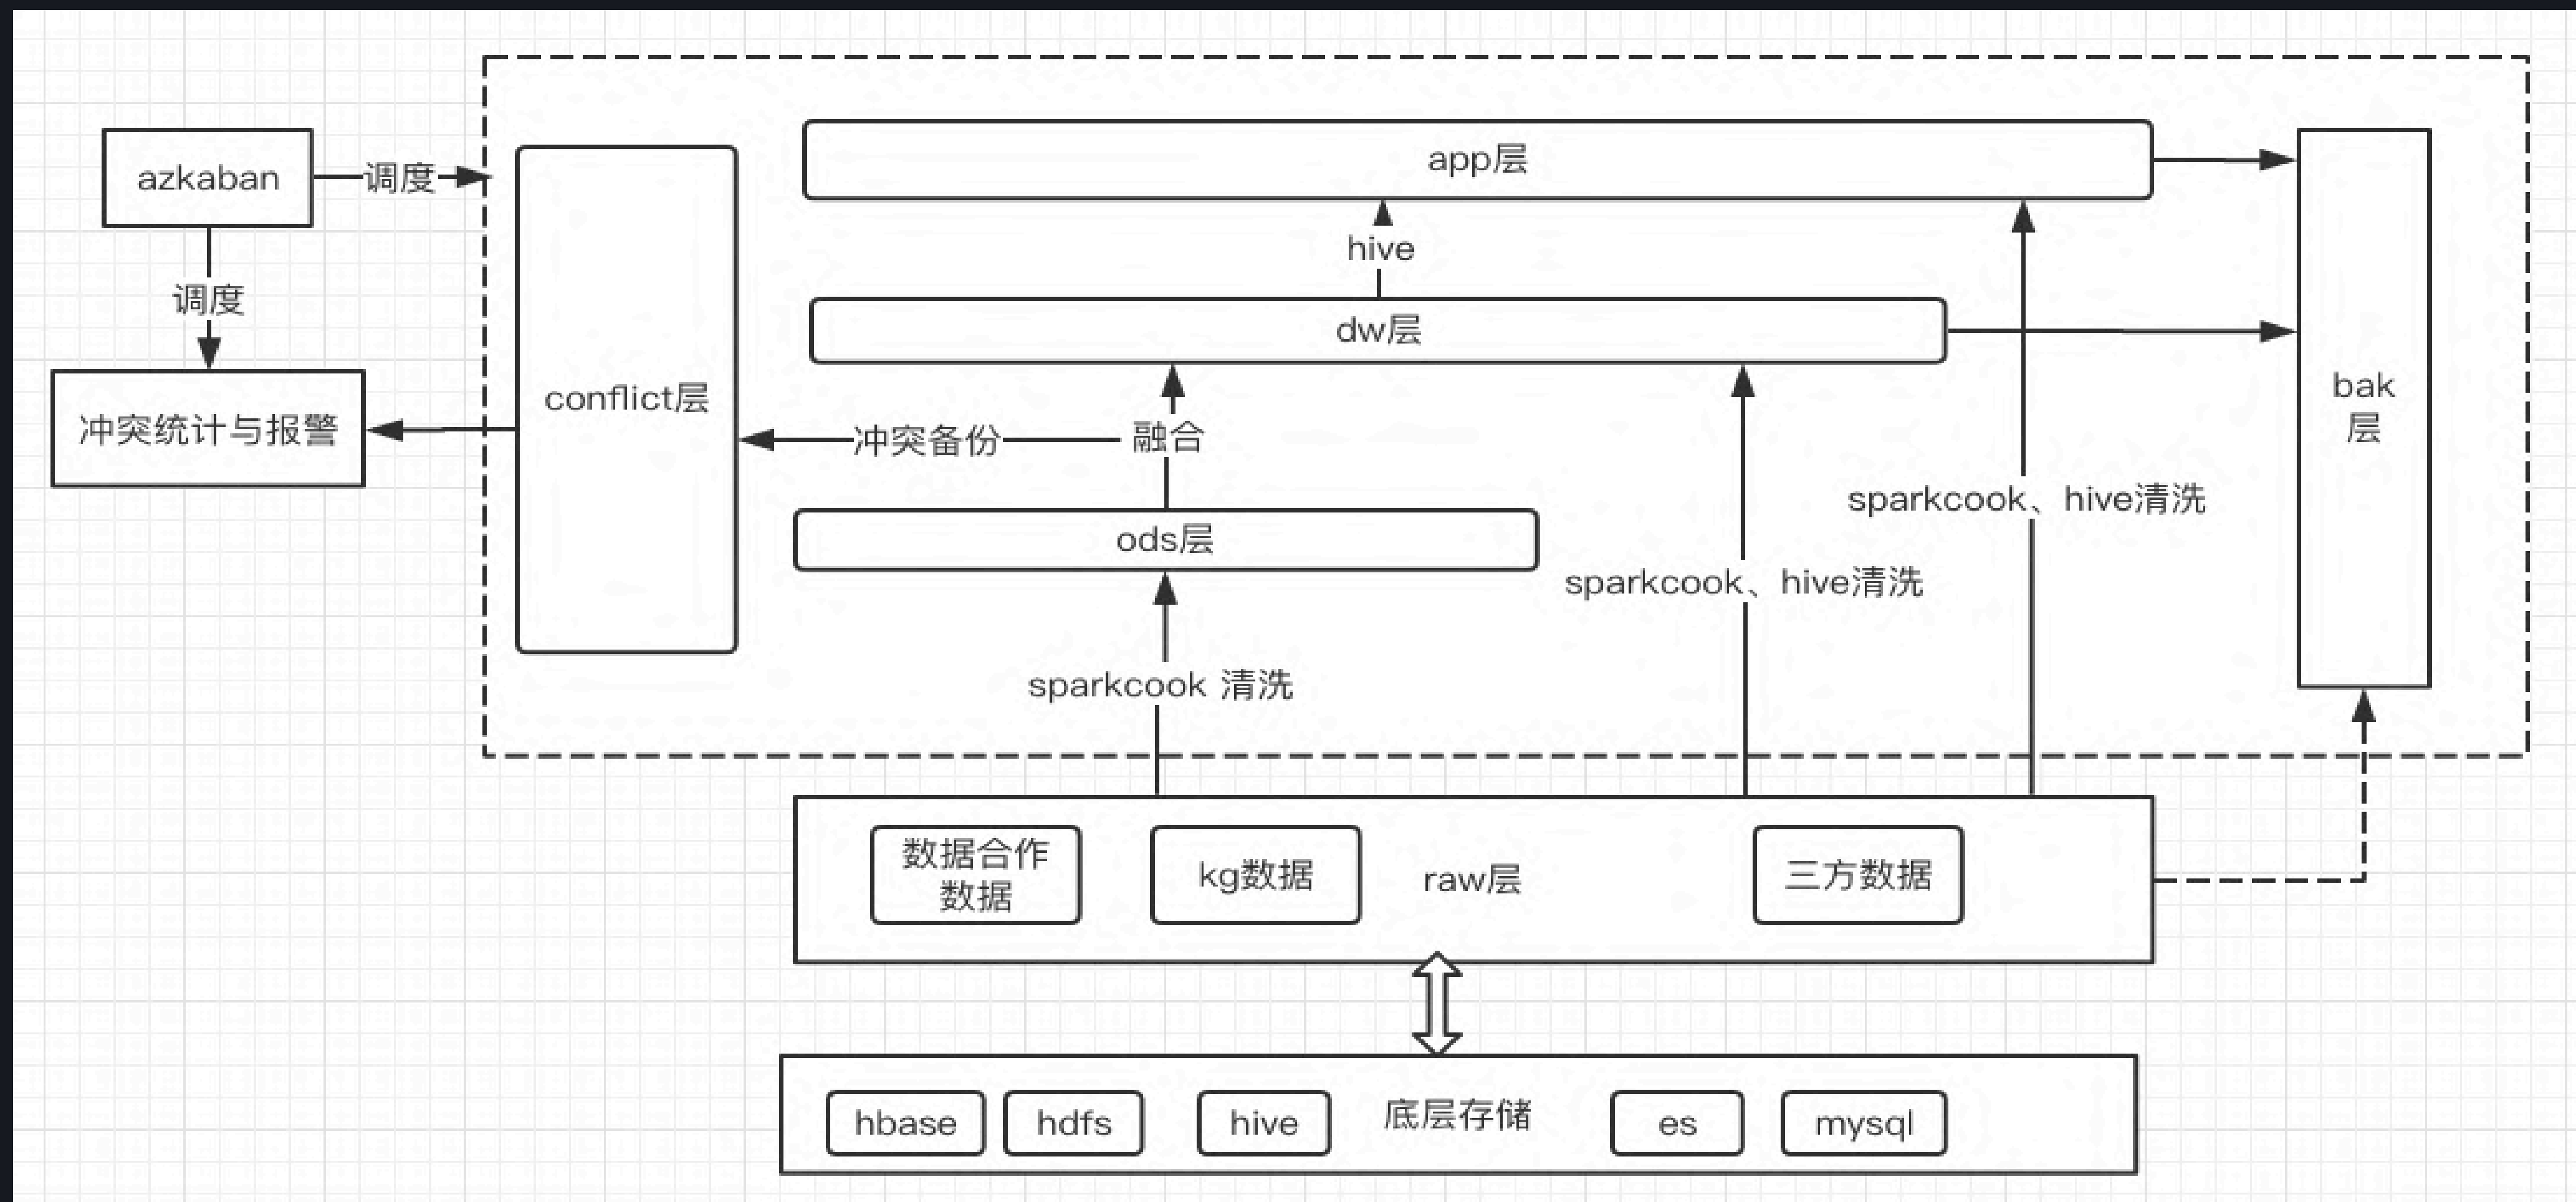 app层
azkaban
调度
hive
调度
dw层
bak
层
conflict层
冲突统计与报警
冲突备份
融合
sparkcook、hive清洗
ods层
sparkcook、hive清洗
sparkcook 清洗
数据合作
数据
kg数据
raw层
三方数据
hbase
hdfs
hive
底层存储
es
mysql